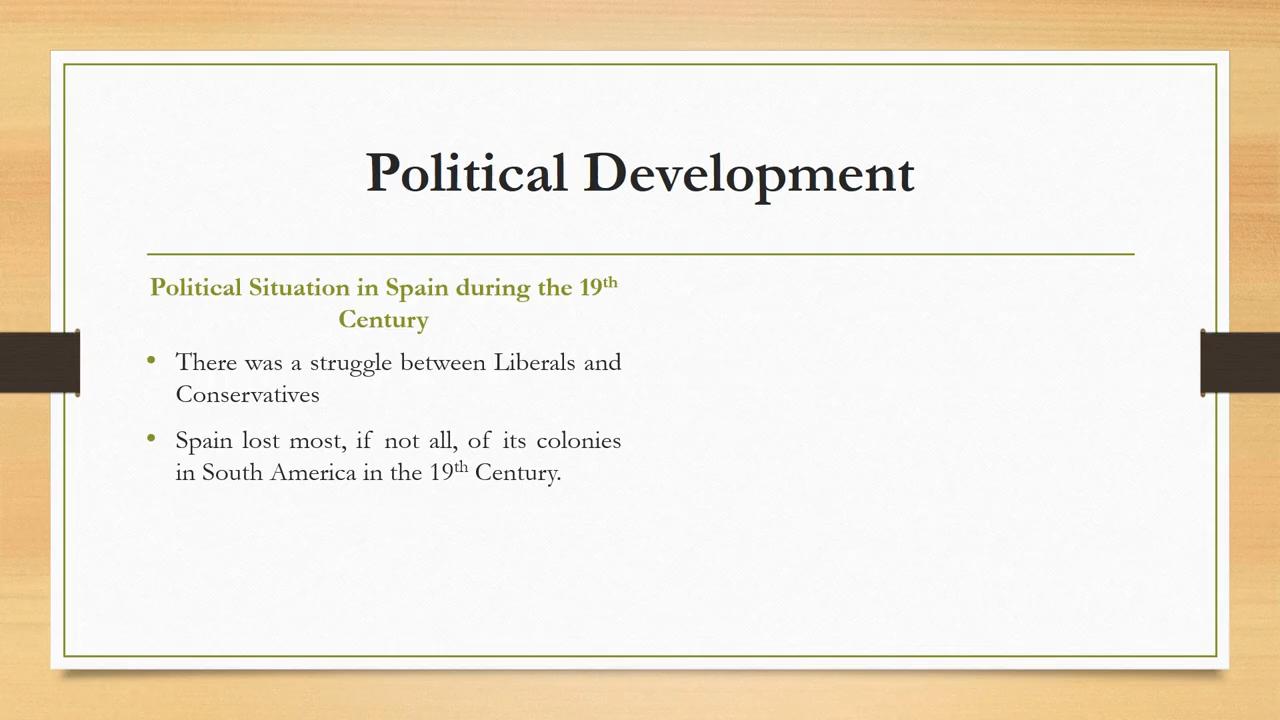 Political Development
Political Situation in Spain during the 19th
Century
• There was a struggle between Liberals and
Conservatives
• Spain lost most, if not all, of its colonies
in South America in the 19th Century.